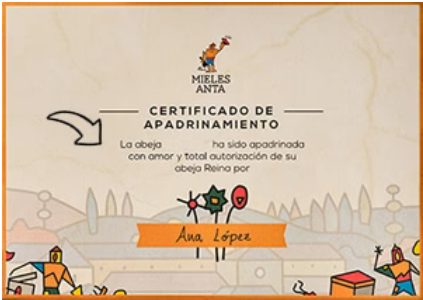 MIELES
ANTA
CERTIFICADO DE
APADRINAMIENTO
La abeja ha sido apadrinada
con amor y total autorización de su
abeja Reina por
Ana López